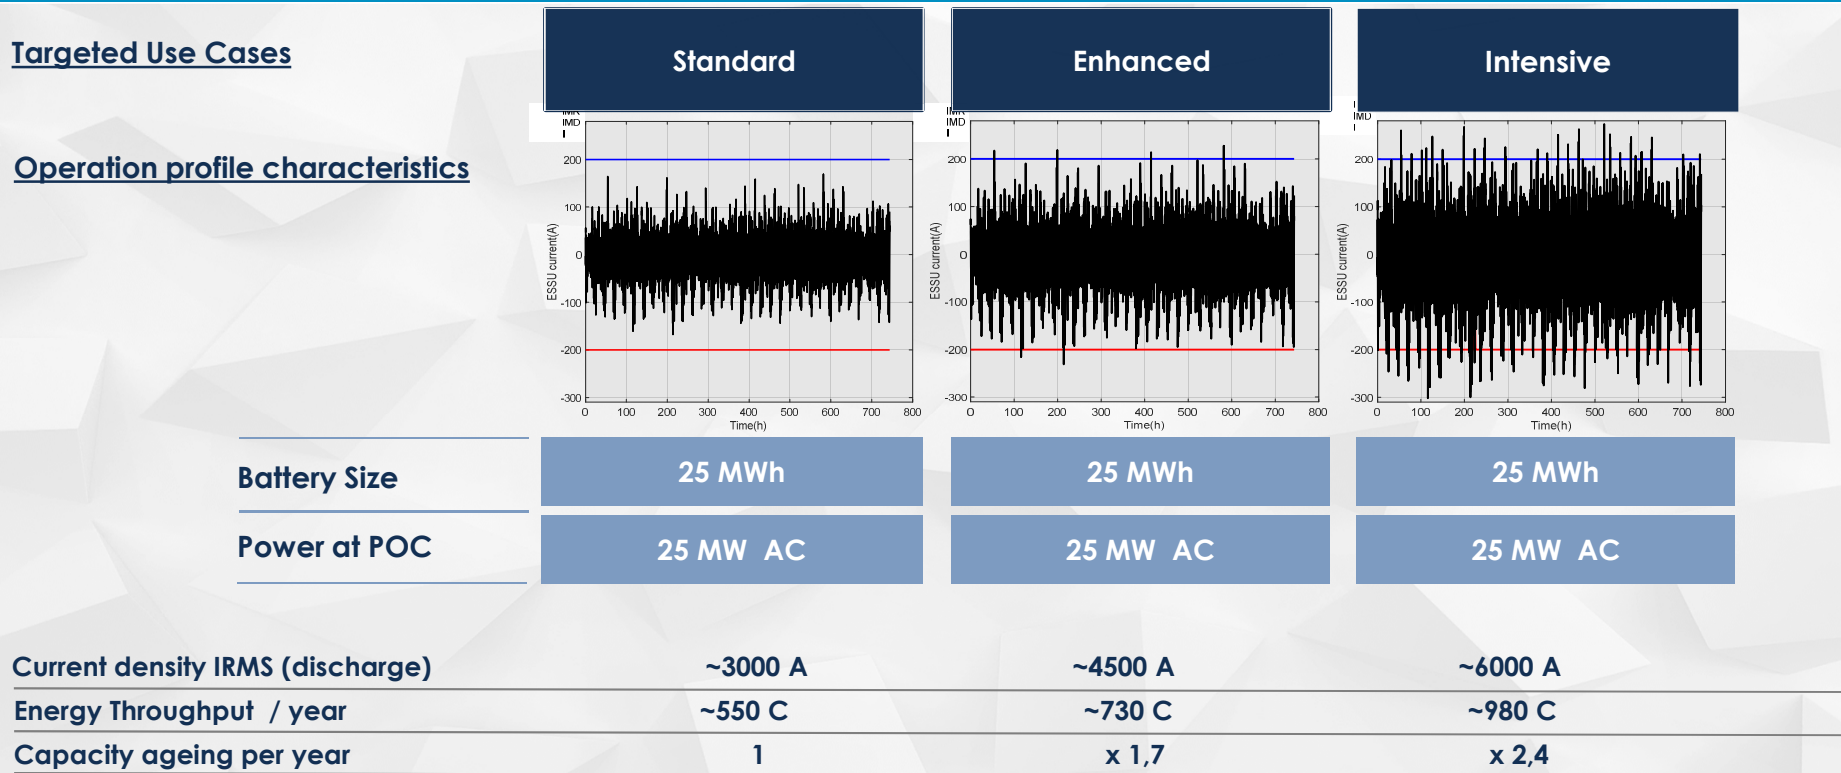 Targeted Use Cases
Standard
Enhanced
Intensive
Operation profile characteristics
IMD
I
ESSU current(A)
200
100
0
-100
-200
-300
0 100 200 300 400 500 600 700 800
Time(h)
IMD
I
ESSU current(A)
200
100
0
-100
-200
-300
0 100 200 300 400 500 600 700 800
Time(h)
ESSU current(A)
200
100
0
-100
-200
-300
0 100 200 300 400 500 600 700 800
Time(h)
Battery Size 25 MWh 25 MWh 25 MWh
Power at POC 25 MW AC 25 MW AC 25 MW AC
Current density IRMS (discharge) ~3000 A ~4500 A ~6000 A
Energy Throughput / year ~550 C ~730 C ~980 C
Capacity ageing per year 1 x 1,7 x 2,4